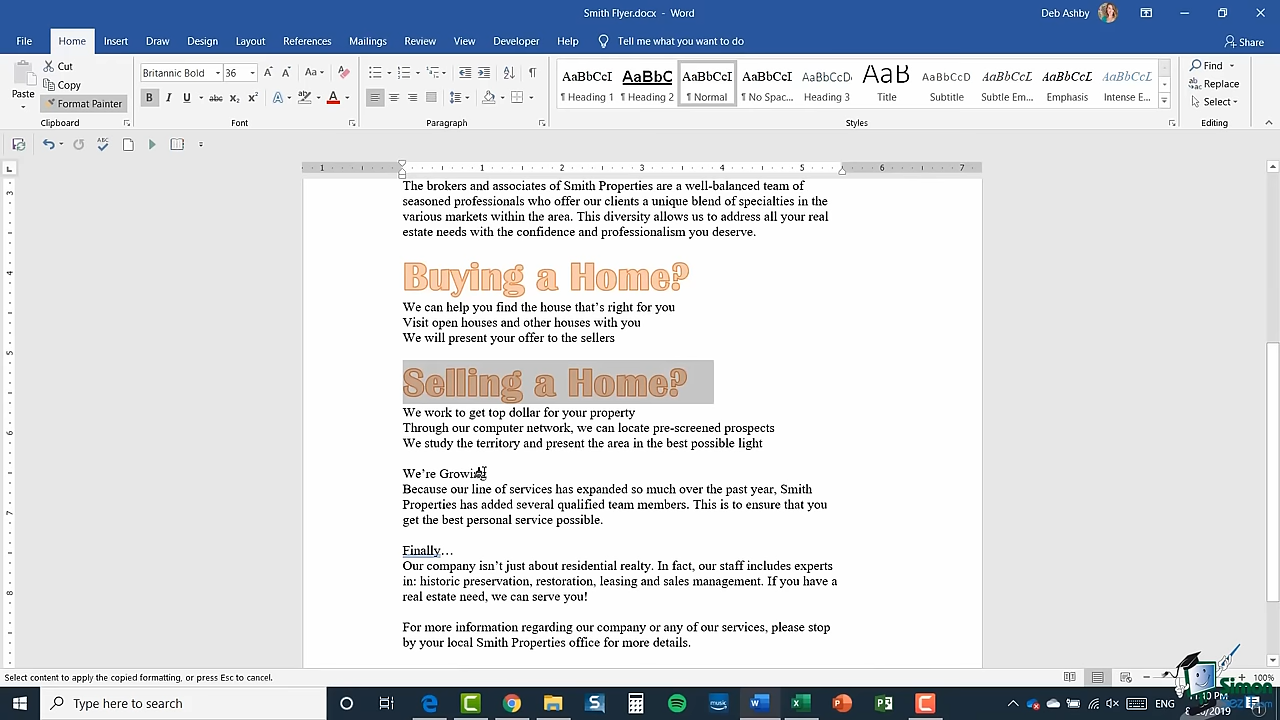 Smith Flyer.docx - Word
Deb Ashby
File Home Insert Draw Design Layout References Mailings Review View Developer Help Tell me what you want to do Share
Paste
Cut
Copy
Format Painter
Clipboard
Britannic Bold 36
Font
Paragraph
AaBbCcI AaBbC AaBbCcI AaBbCcI AaBbCcD AaB AaBbCcD AaBbCcI AaBbCcL AaBbCcI
¶ Heading 1 ¶ Heading 2 ¶ Normal ¶ No Spac... Heading 3 Title Subtitle Subtle Em... Emphasis Intense E...
Styles
Find
Replace
Select
Editing
1 1 2 3 4 5 6 7
The brokers and associates of Smith Properties are a well-balanced team of
seasoned professionals who offer our clients a unique blend of specialties in the
various markets within the area. This diversity allows us to address all your real
estate needs with the confidence and professionalism you deserve.
Buying a Home?
We can help you find the house that’s right for you
Visit open houses and other houses with you
We will present your offer to the sellers
Selling a Home?
We work to get top dollar for your property
Through our computer network, we can locate pre-screened prospects
We study the territory and present the area in the best possible light
We’re Growing
Because our line of services has expanded so much over the past year, Smith
Properties has added several qualified team members. This is to ensure that you
get the best personal service possible.
Finally…
Our company isn’t just about residential realty. In fact, our staff includes experts
in: historic preservation, restoration, leasing and sales management. If you have a
real estate need, we can serve you!
For more information regarding our company or any of our services, please stop
by your local Smith Properties office for more details.
Select content to apply the copied formatting, or press Esc to cancel.
100%
Type here to search
ENG